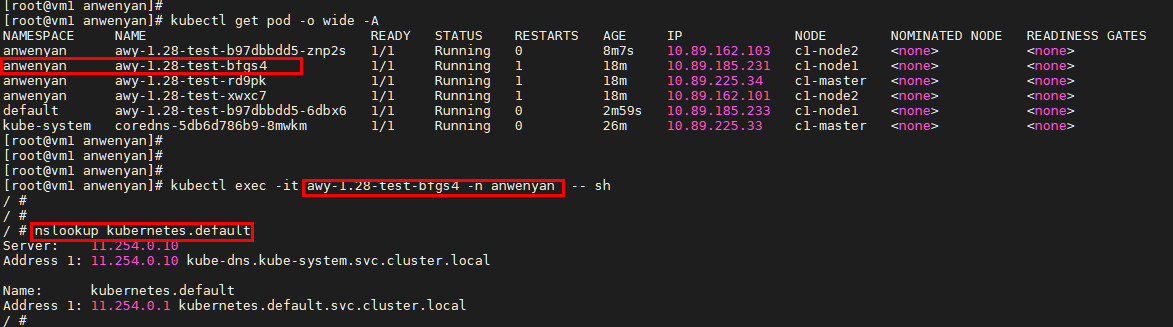 [root@vm1 anwenyan]#
[root@vm1 anwenyan]# kubectl get pod -o wide -A
NAMESPACE NAME READY STATUS RESTARTS AGE IP NODE NOMINATED NODE READINESS GATES
anwenyan awy-1.28-test-b97dbbdd5-znp2s 1/1 Running 0 8m7s 10.89.162.103 c1-node2 <none> <none>
anwenyan awy-1.28-test-bfgs4 1/1 Running 1 18m 10.89.185.231 c1-node1 <none> <none>
anwenyan awy-1.28-test-rd9pk 1/1 Running 1 18m 10.89.225.34 c1-master <none> <none>
anwenyan awy-1.28-test-xwxc7 1/1 Running 1 18m 10.89.162.101 c1-node2 <none> <none>
default awy-1.28-test-b97dbbdd5-6dbx6 1/1 Running 0 2m59s 10.89.185.233 c1-node1 <none> <none>
kube-system coredns-5db6d786b9-8mwkm 1/1 Running 0 26m 10.89.225.33 c1-master <none> <none>
[root@vm1 anwenyan]#
[root@vm1 anwenyan]#
[root@vm1 anwenyan]#
[root@vm1 anwenyan]# kubectl exec -it awy-1.28-test-bfgs4 -n anwenyan -- sh
/ #
/ #
/ # nslookup kubernetes.default
Server: 11.254.0.10
Address 1: 11.254.0.10 kube-dns.kube-system.svc.cluster.local
Name: kubernetes.default
Address 1: 11.254.0.1 kubernetes.default.svc.cluster.local
/ #